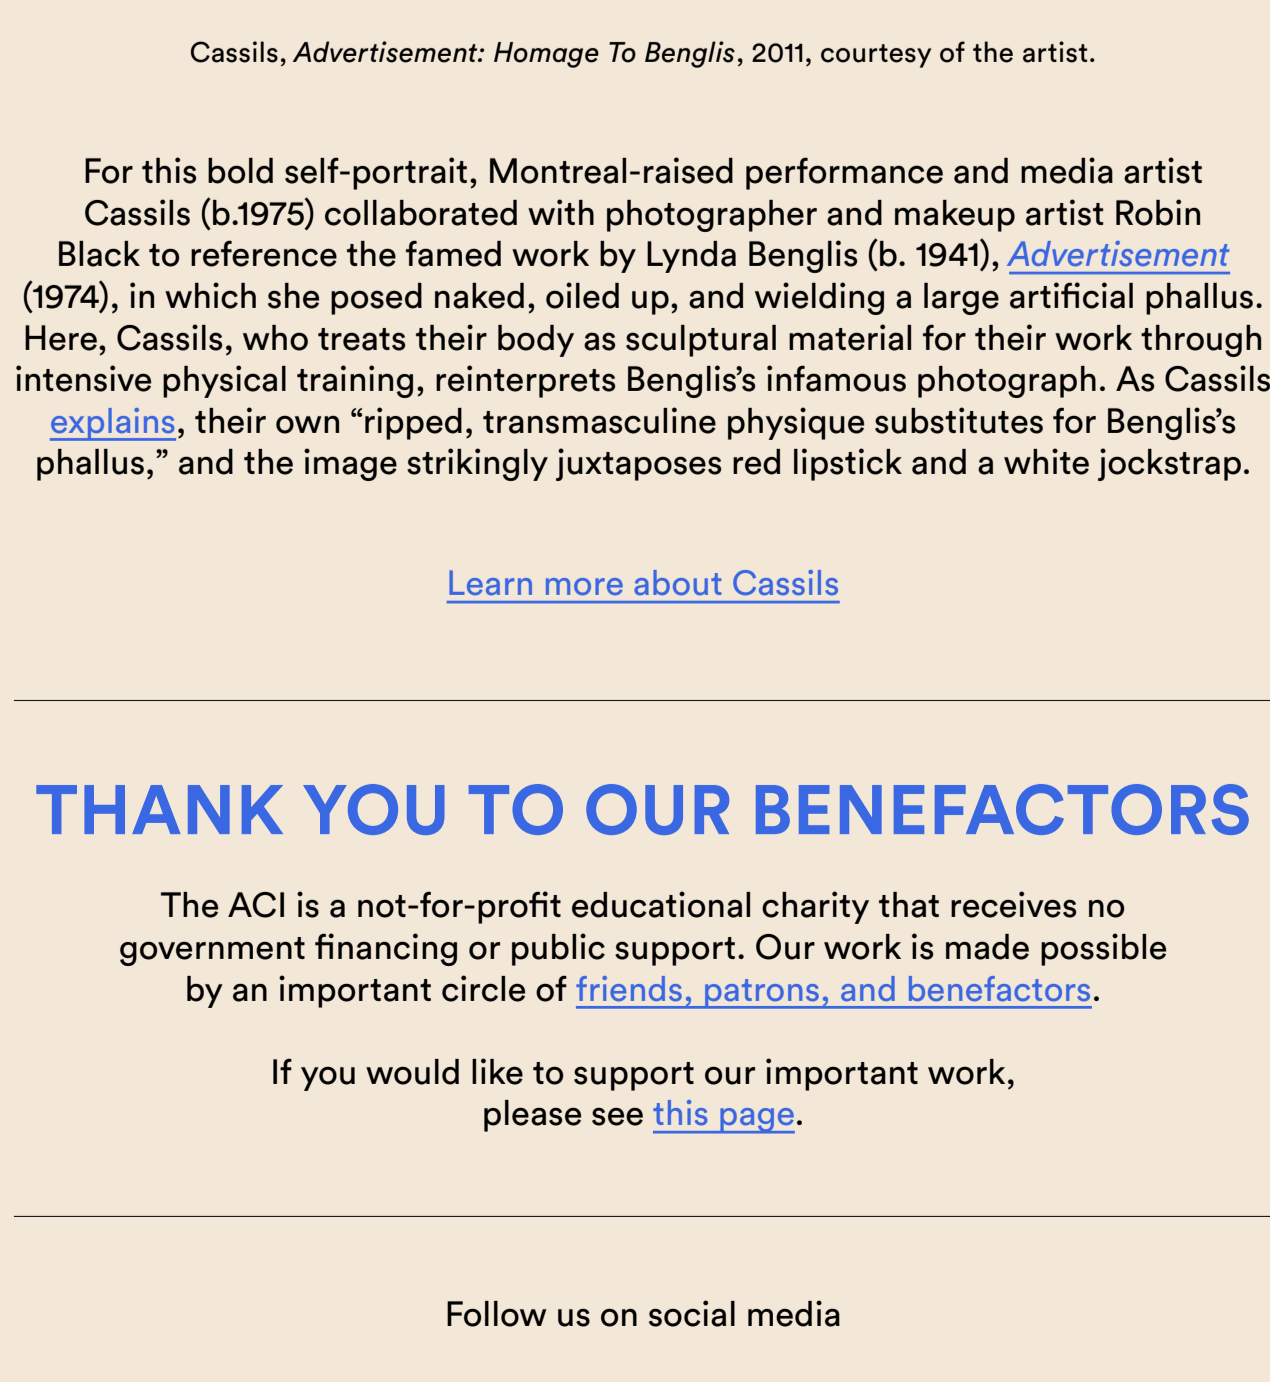 Cassils, Advertisement: Homage To Benglis, 2011, courtesy of the artist.
For this bold self-portrait, Montreal-raised performance and media artist
Cassils (b.1975) collaborated with photographer and makeup artist Robin
Black to reference the famed work by Lynda Benglis (b. 1941), Advertisement
(1974), in which she posed naked, oiled up, and wielding a large artificial phallus.
Here, Cassils, who treats their body as sculptural material for their work through
intensive physical training, reinterprets Benglis’s infamous photograph. As Cassils
explains, their own “ripped, transmasculine physique substitutes for Benglis’s
phallus,” and the image strikingly juxtaposes red lipstick and a white jockstrap.
Learn more about Cassils
THANK YOU TO OUR BENEFACTORS
The ACI is a not-for-profit educational charity that receives no
government financing or public support. Our work is made possible
by an important circle of friends, patrons, and benefactors.
If you would like to support our important work,
please see this page.
Follow us on social media